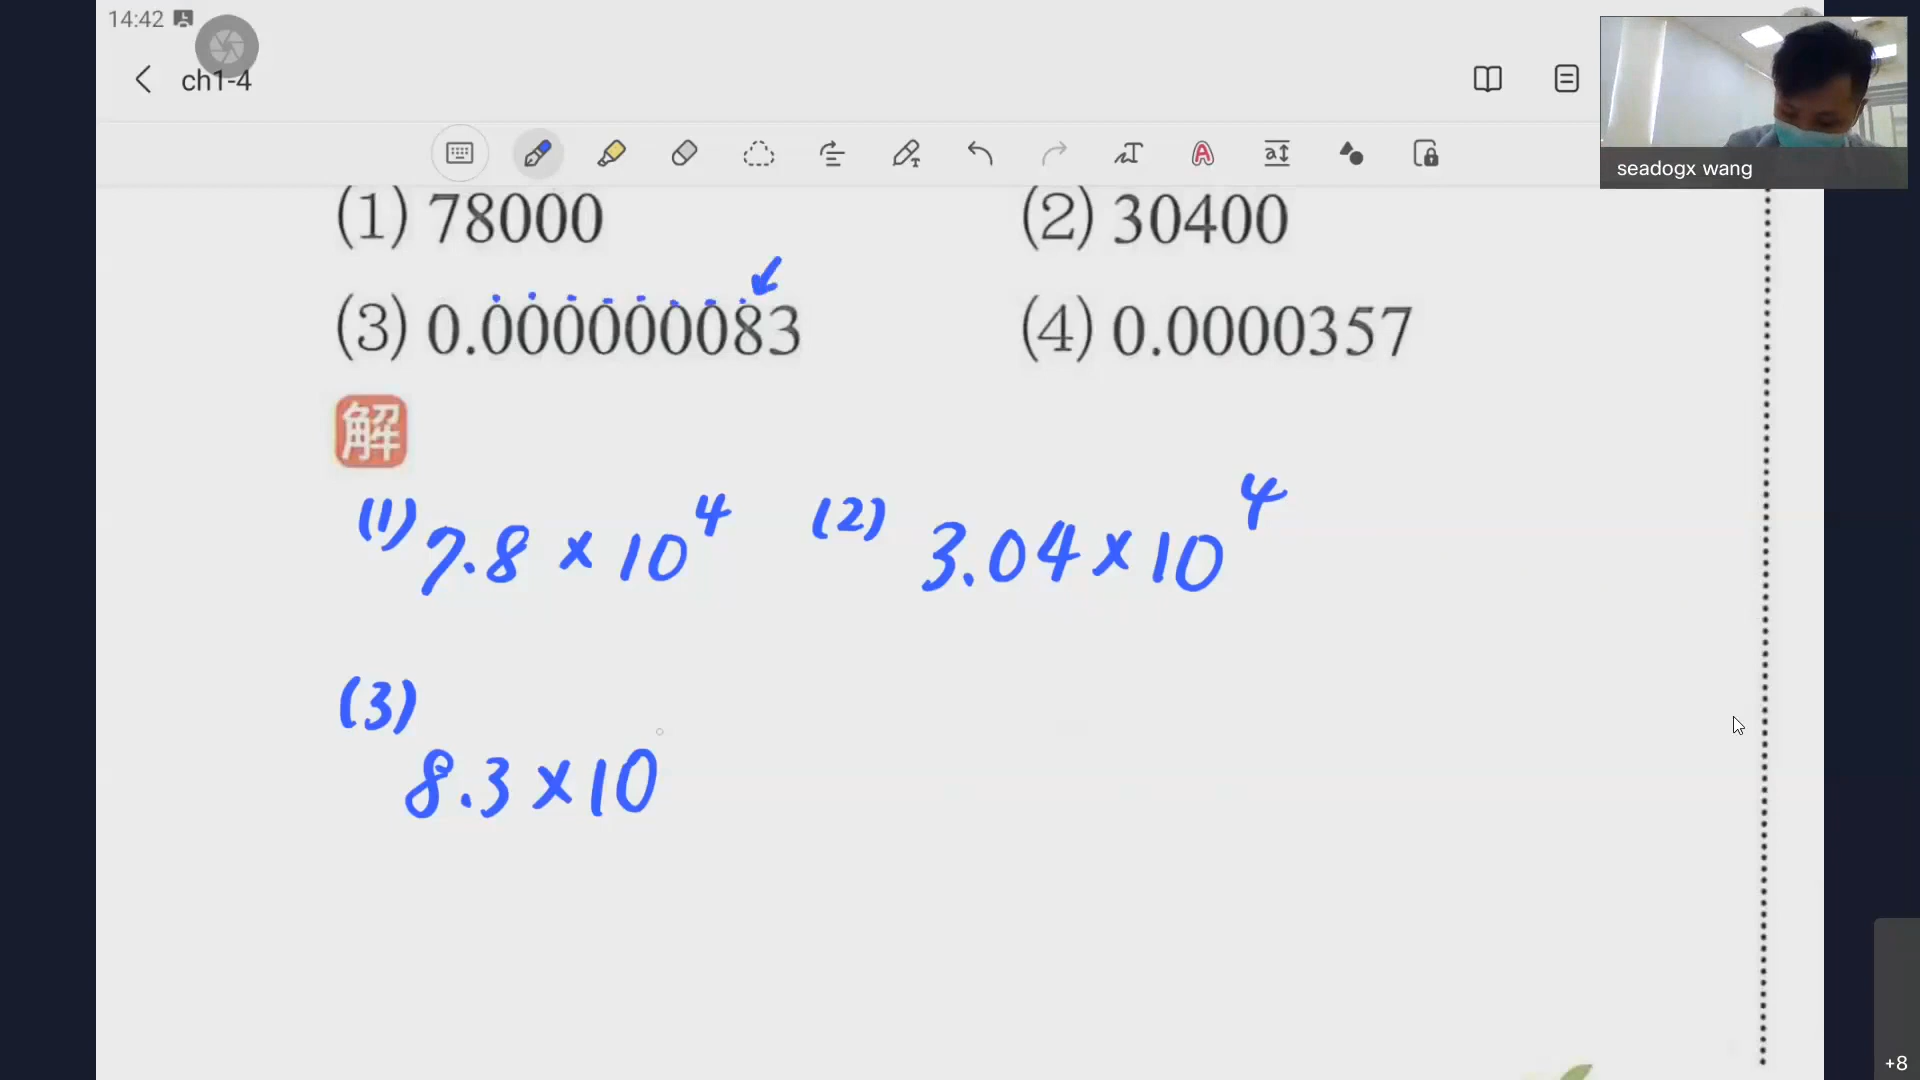 14:42
ch1-4
seadogx wang
(1) 78000
(2) 30400
(3) 0.000000083
(4) 0.0000357
解
(1) 7.8 × 10⁴
(2) 3.04 × 10⁴
(3)
8.3 × 10
+8